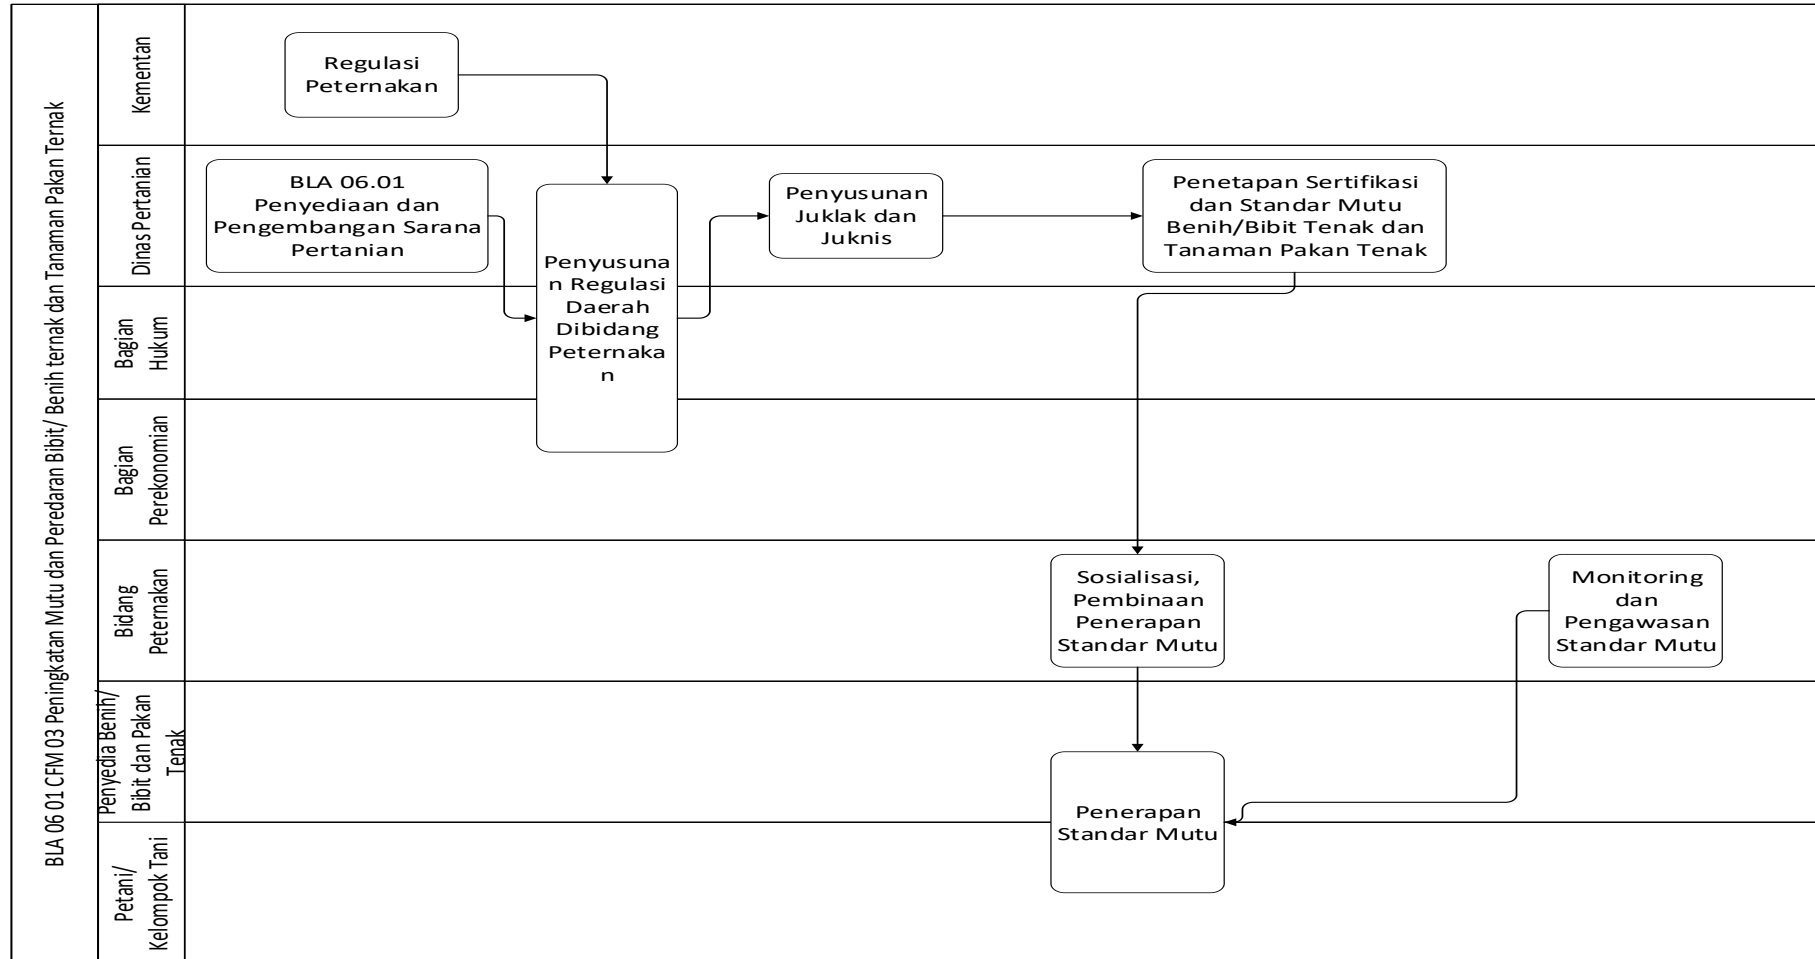 BLA 06 01 CFM 03 Peningkatan Mutu dan Peredaran Bibit/ Benih ternak dan Tanaman Pakan Ternak
Kementan
Regulasi
Peternakan
Dinas Pertanian
BLA 06.01
Penyediaan dan
Pengembangan Sarana
Pertanian
Penyusuna
n Regulasi
Daerah
Dibidang
Peternaka
n
Penyusunan
Juklak dan
Juknis
Penetapan Sertifikasi
dan Standar Mutu
Benih/Bibit Tenak dan
Tanaman Pakan Tenak
Bagian
Hukum
Bagian
Perekonomian
Bidang
Peternakan
Sosialisasi,
Pembinaan
Penerapan
Standar Mutu
Monitoring
dan
Pengawasan
Standar Mutu
Penyedia Benih/
Bibit dan Pakan
Tenak
Penerapan
Standar Mutu
Petani/
Kelompok Tani